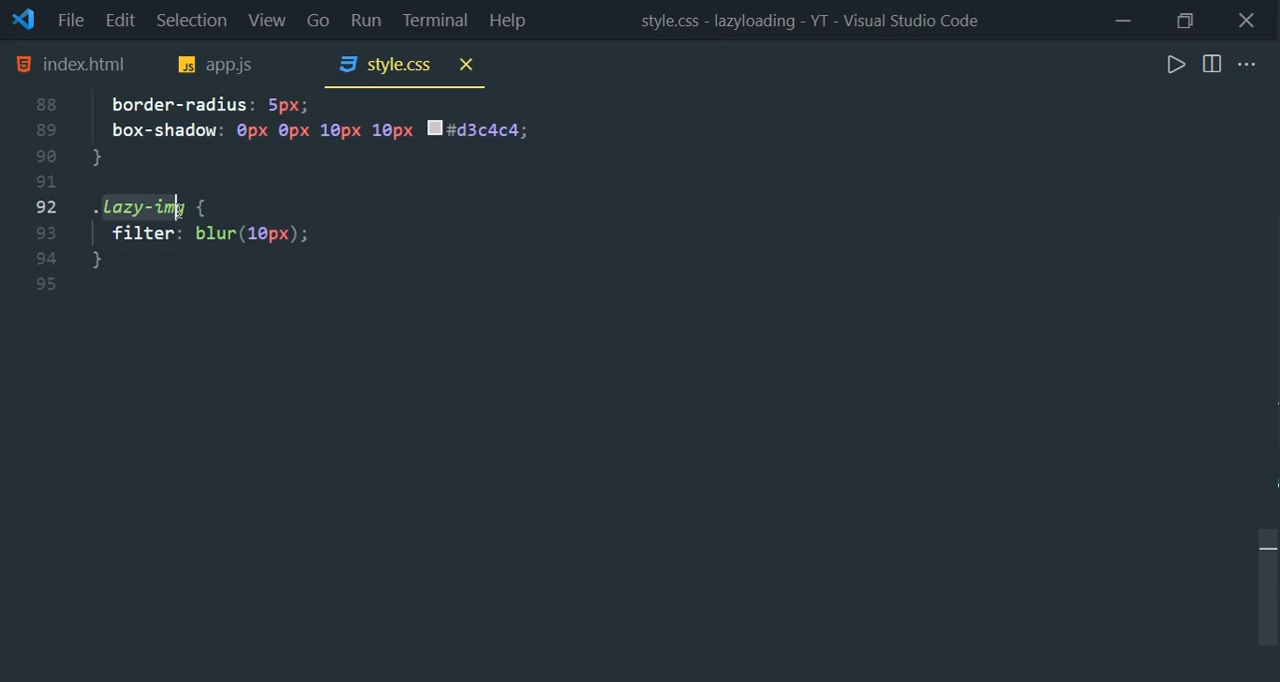 File Edit Selection View Go Run Terminal Help style.css - lazyloading - YT - Visual Studio Code
index.html JS app.js style.css
88 border-radius: 5px;
89 box-shadow: 0px 0px 10px 10px #d3c4c4;
90 }
91
92 .lazy-img {
93 filter: blur(10px);
94 }
95